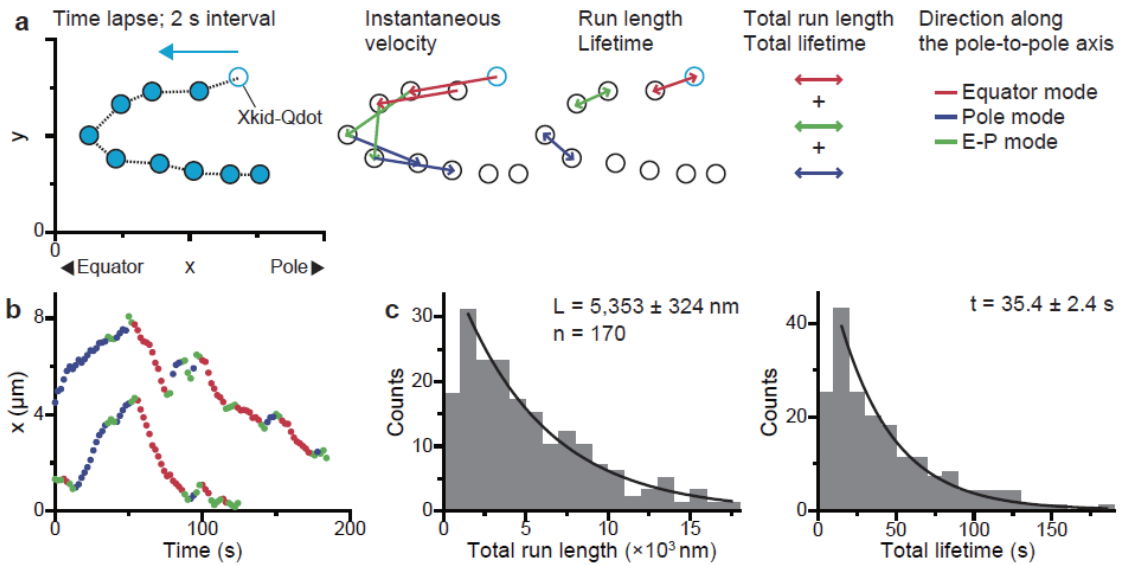 a
Time lapse; 2 s interval
Instantaneous
velocity
Run length
Lifetime
Total run length
Total lifetime
Direction along
the pole-to-pole axis
Xkid-Qdot
+
+
Equator mode
Pole mode
E-P mode
y
0
0
◀Equator
x
Pole▶
b
8
4
0
x (μm)
0
100
200
Time (s)
c
L = 5,353 ± 324 nm
n = 170
30
20
10
0
Counts
0
5
10
15
Total run length (×10³ nm)
t = 35.4 ± 2.4 s
40
20
0
Counts
0
50
100
150
Total lifetime (s)